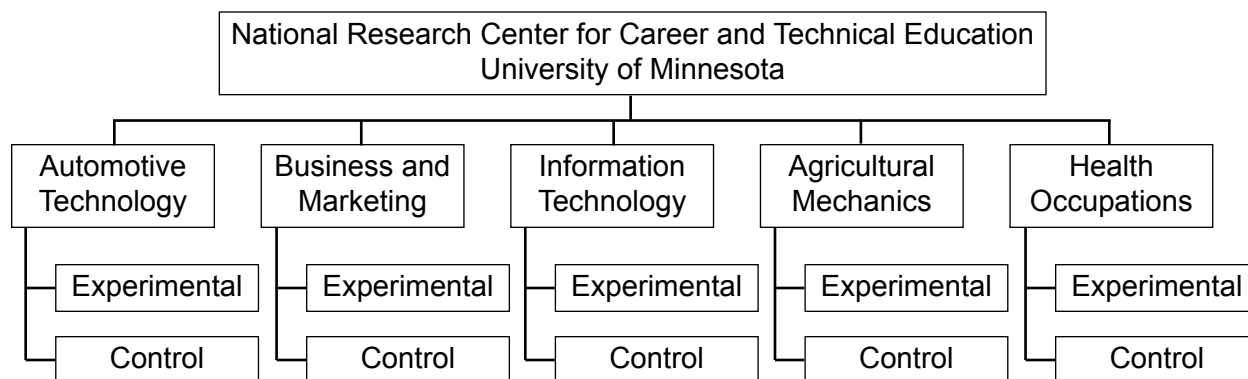 National Research Center for Career and Technical Education
University of Minnesota
Automotive
Technology
Business and
Marketing
Information
Technology
Agricultural
Mechanics
Health
Occupations
Experimental
Experimental
Experimental
Experimental
Experimental
Control
Control
Control
Control
Control